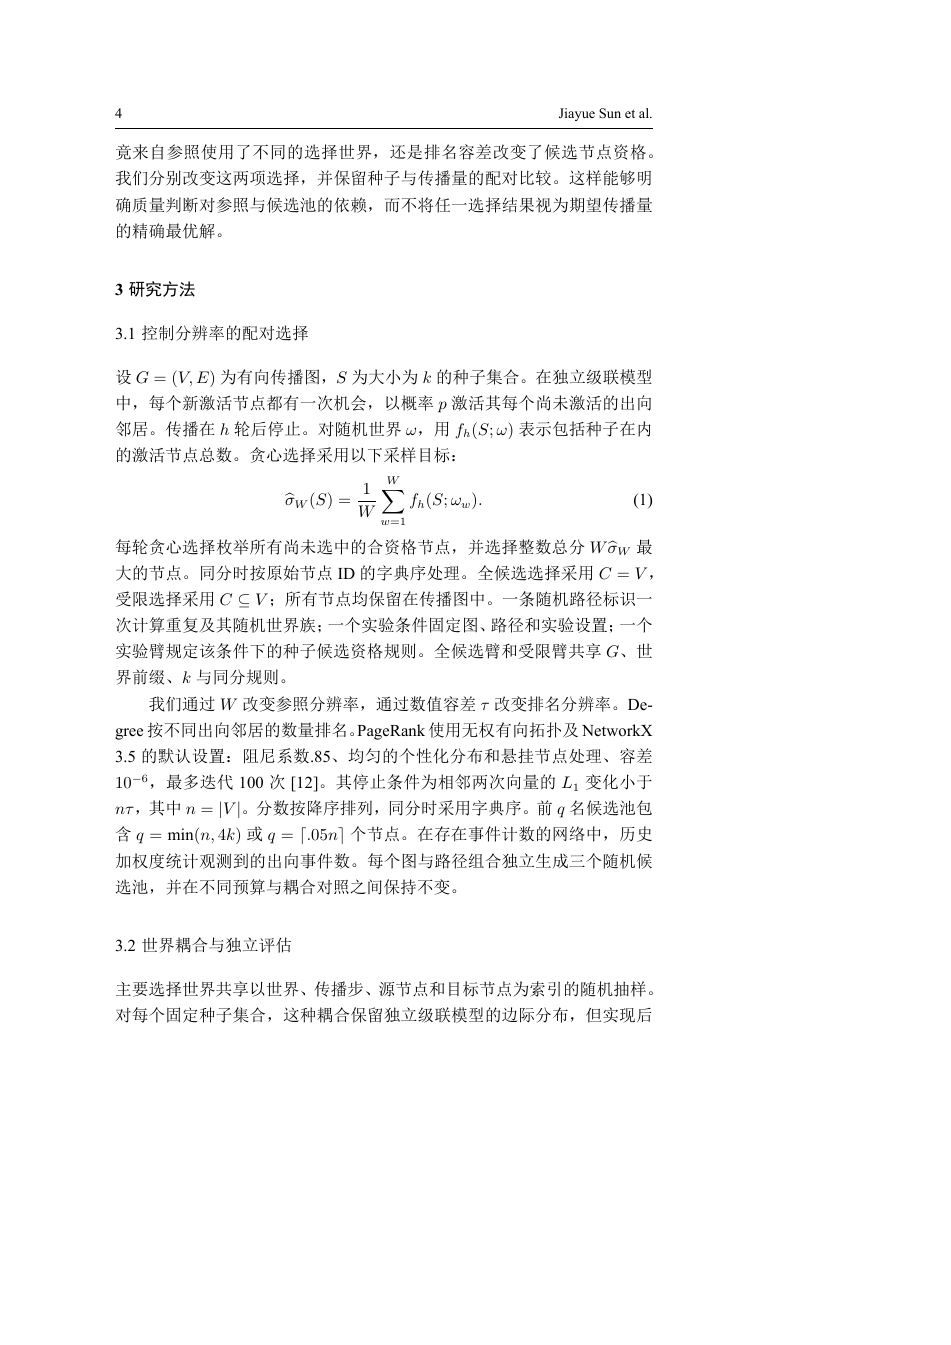 4 Jiayue Sun et al.
竟来自参照使用了不同的选择世界，还是排名容差改变了候选节点资格。
我们分别改变这两项选择，并保留种子与传播量的配对比较。这样能够明
确质量判断对参照与候选池的依赖，而不将任一选择结果视为期望传播量
的精确最优解。
3 研究方法
3.1 控制分辨率的配对选择
设 G = (V, E) 为有向传播图，S 为大小为 k 的种子集合。在独立级联模型
中，每个新激活节点都有一次机会，以概率 p 激活其每个尚未激活的出向
邻居。传播在 h 轮后停止。对随机世界 ω，用 f_h(S; ω) 表示包括种子在内
的激活节点总数。贪心选择采用以下采样目标：
σ̂_W(S) = \frac{1}{W} \sum_{w=1}^{W} f_h(S; ω_w). (1)
每轮贪心选择枚举所有尚未选中的合资格节点，并选择整数总分 Wσ̂_W 最
大的节点。同分时按原始节点 ID 的字典序处理。全候选选择采用 C = V，
受限选择采用 C ⊆ V；所有节点均保留在传播图中。一条随机路径标识一
次计算重复及其随机世界族；一个实验条件固定图、路径和实验设置；一个
实验臂规定该条件下的种子候选资格规则。全候选臂和受限臂共享 G、世
界前缀、k 与同分规则。
我们通过 W 改变参照分辨率，通过数值容差 τ 改变排名分辨率。De-
gree 按不同出向邻居的数量排名。PageRank 使用无权有向拓扑及 NetworkX
3.5 的默认设置：阻尼系数.85、均匀的个性化分布和悬挂节点处理、容差
10⁻⁶，最多迭代 100 次 [12]。其停止条件为相邻两次向量的 L₁ 变化小于
nτ，其中 n = |V|。分数按降序排列，同分时采用字典序。前 q 名候选池包
含 q = min(n, 4k) 或 q = ⌈.05n⌉ 个节点。在存在事件计数的网络中，历史
加权度统计观测到的出向事件数。每个图与路径组合独立生成三个随机候
选池，并在不同预算与耦合对照之间保持不变。
3.2 世界耦合与独立评估
主要选择世界共享以世界、传播步、源节点和目标节点为索引的随机抽样。
对每个固定种子集合，这种耦合保留独立级联模型的边际分布，但实现后